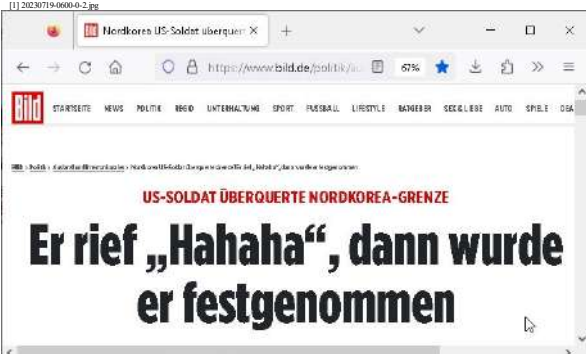 [1] 20230719-0600-0-2.jpg
Nordkorea US-Soldat überquert
https://www.bild.de/politik/
67%
Bild
STARTSEITE NEWS POLITIK REGIO UNTERHALTUNG SPORT FUSSBALL LIFESTYLE RATGEBER SEX & LIEBE AUTO SPIELE DEA
US-SOLDAT ÜBERQUERTE NORDKOREA-GRENZE
Er rief „Hahaha“, dann wurde
er festgenommen